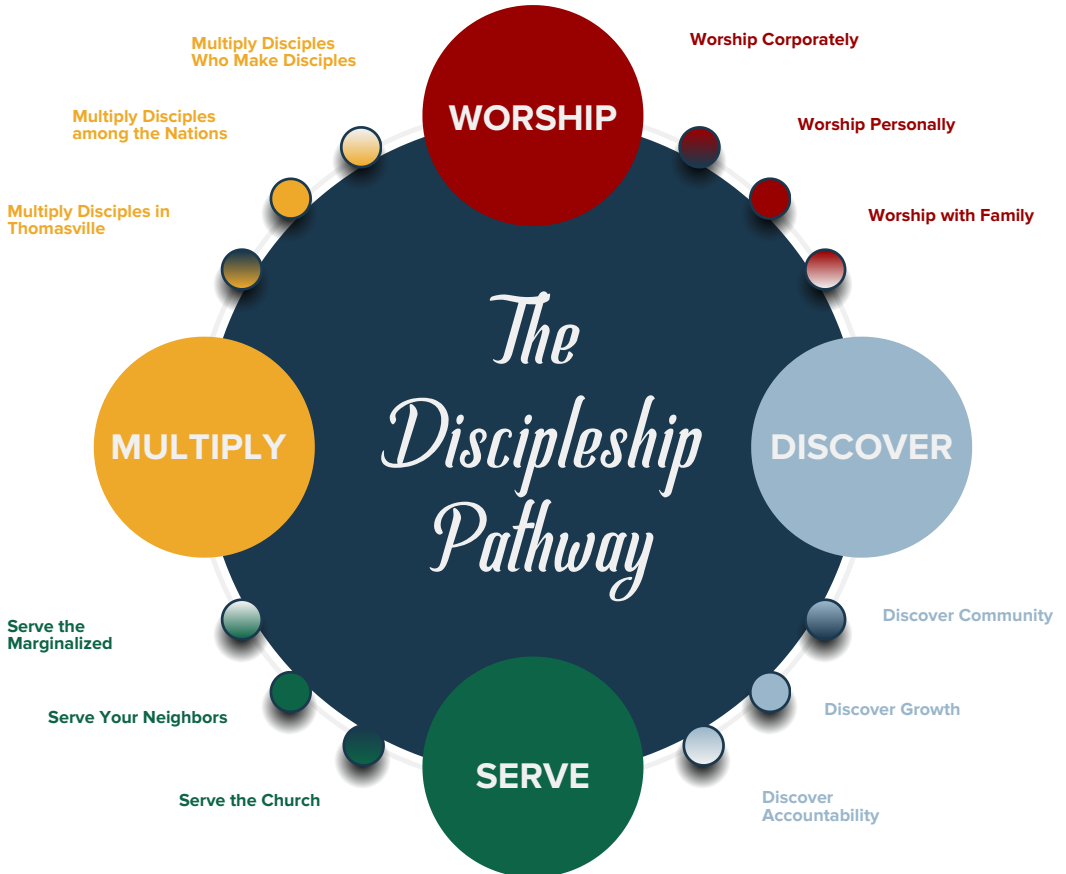 WORSHIP
Worship Corporately
Worship Personally
Worship with Family
DISCOVER
Discover Community
Discover Growth
Discover
Accountability
SERVE
Serve the Church
Serve Your Neighbors
Serve the
Marginalized
MULTIPLY
Multiply Disciples in
Thomasville
Multiply Disciples
among the Nations
Multiply Disciples
Who Make Disciples
The
Discipleship
Pathway